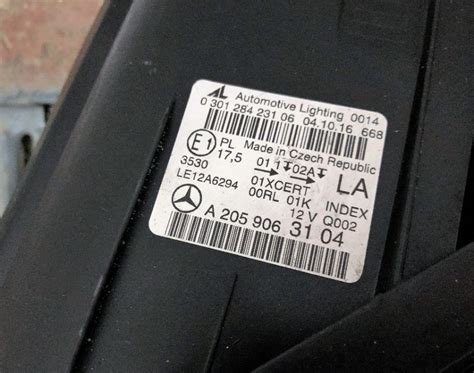 AL Automotive Lighting 0014
0 301 284 231 06 04.10.16 668
Made in Czech Republic
E1 PL 17,5 01 02A
3530
LE12A6294 01XCERT LA
00RL 01K INDEX
12 V Q002
A 205 906 31 04